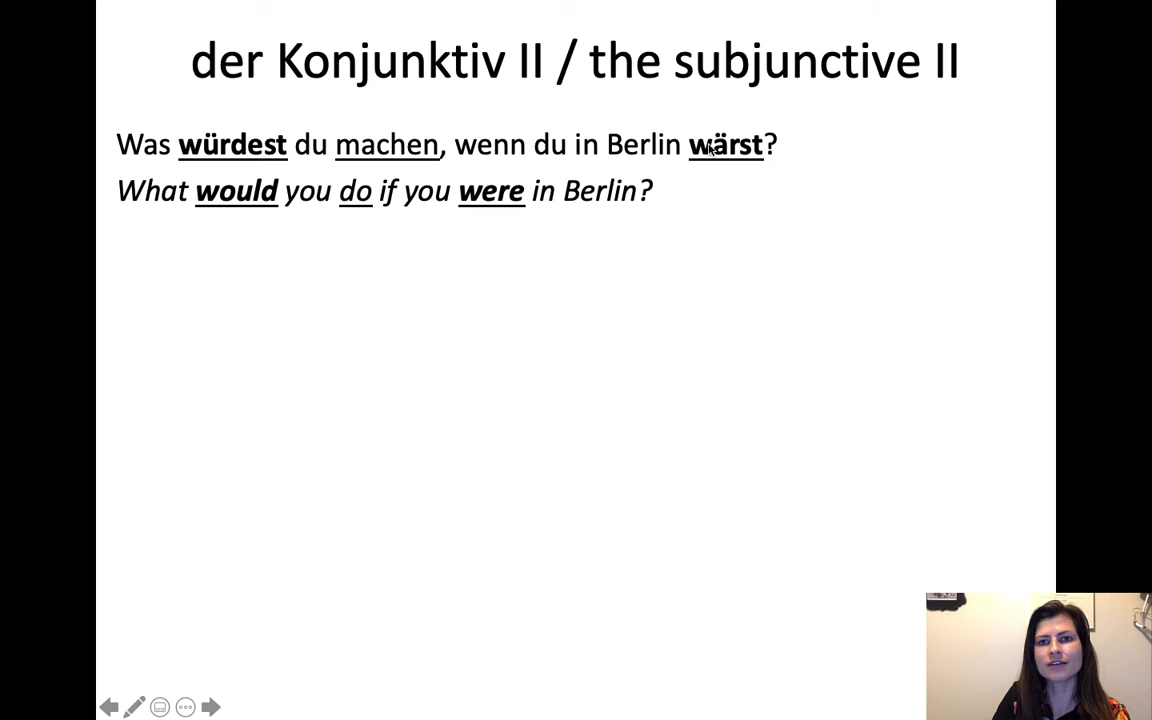 der Konjunktiv II / the subjunctive II
Was würdest du machen, wenn du in Berlin wärst?
What would you do if you were in Berlin?